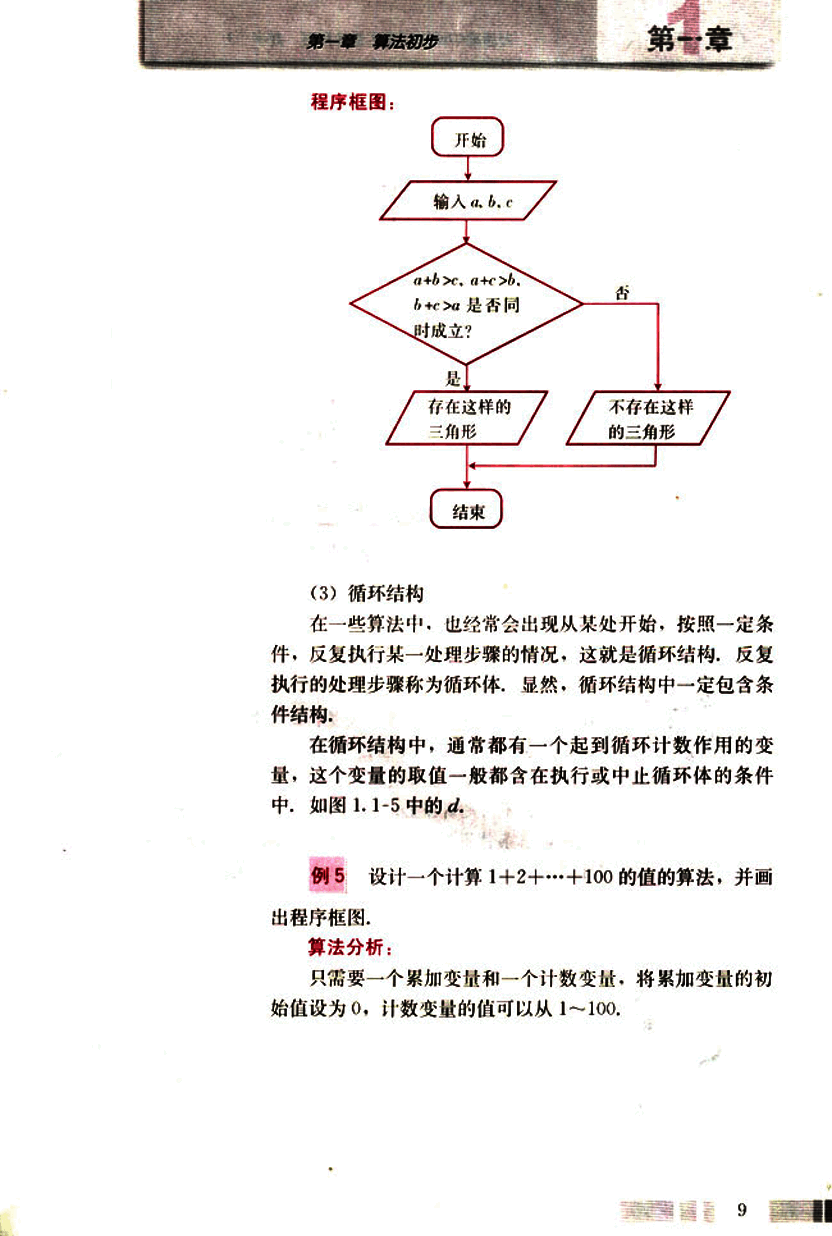 第一章 算法初步
第一章
程序框图：
开始
输入 a, b, c
a+b>c, a+c>b,
b+c>a 是否同
时成立?
否
是
存在这样的
三角形
不存在这样
的三角形
结束
（3）循环结构
在一些算法中，也经常会出现从某处开始，按照一定条
件，反复执行某一处理步骤的情况，这就是循环结构．反复
执行的处理步骤称为循环体．显然，循环结构中一定包含条
件结构．
在循环结构中，通常都有一个起到循环计数作用的变
量，这个变量的取值一般都含在执行或中止循环体的条件
中．如图 1.1-5 中的 d.
例 5 设计一个计算 1+2+…+100 的值的算法，并画
出程序框图．
算法分析：
只需要一个累加变量和一个计数变量，将累加变量的初
始值设为 0，计数变量的值可以从 1～100.
9